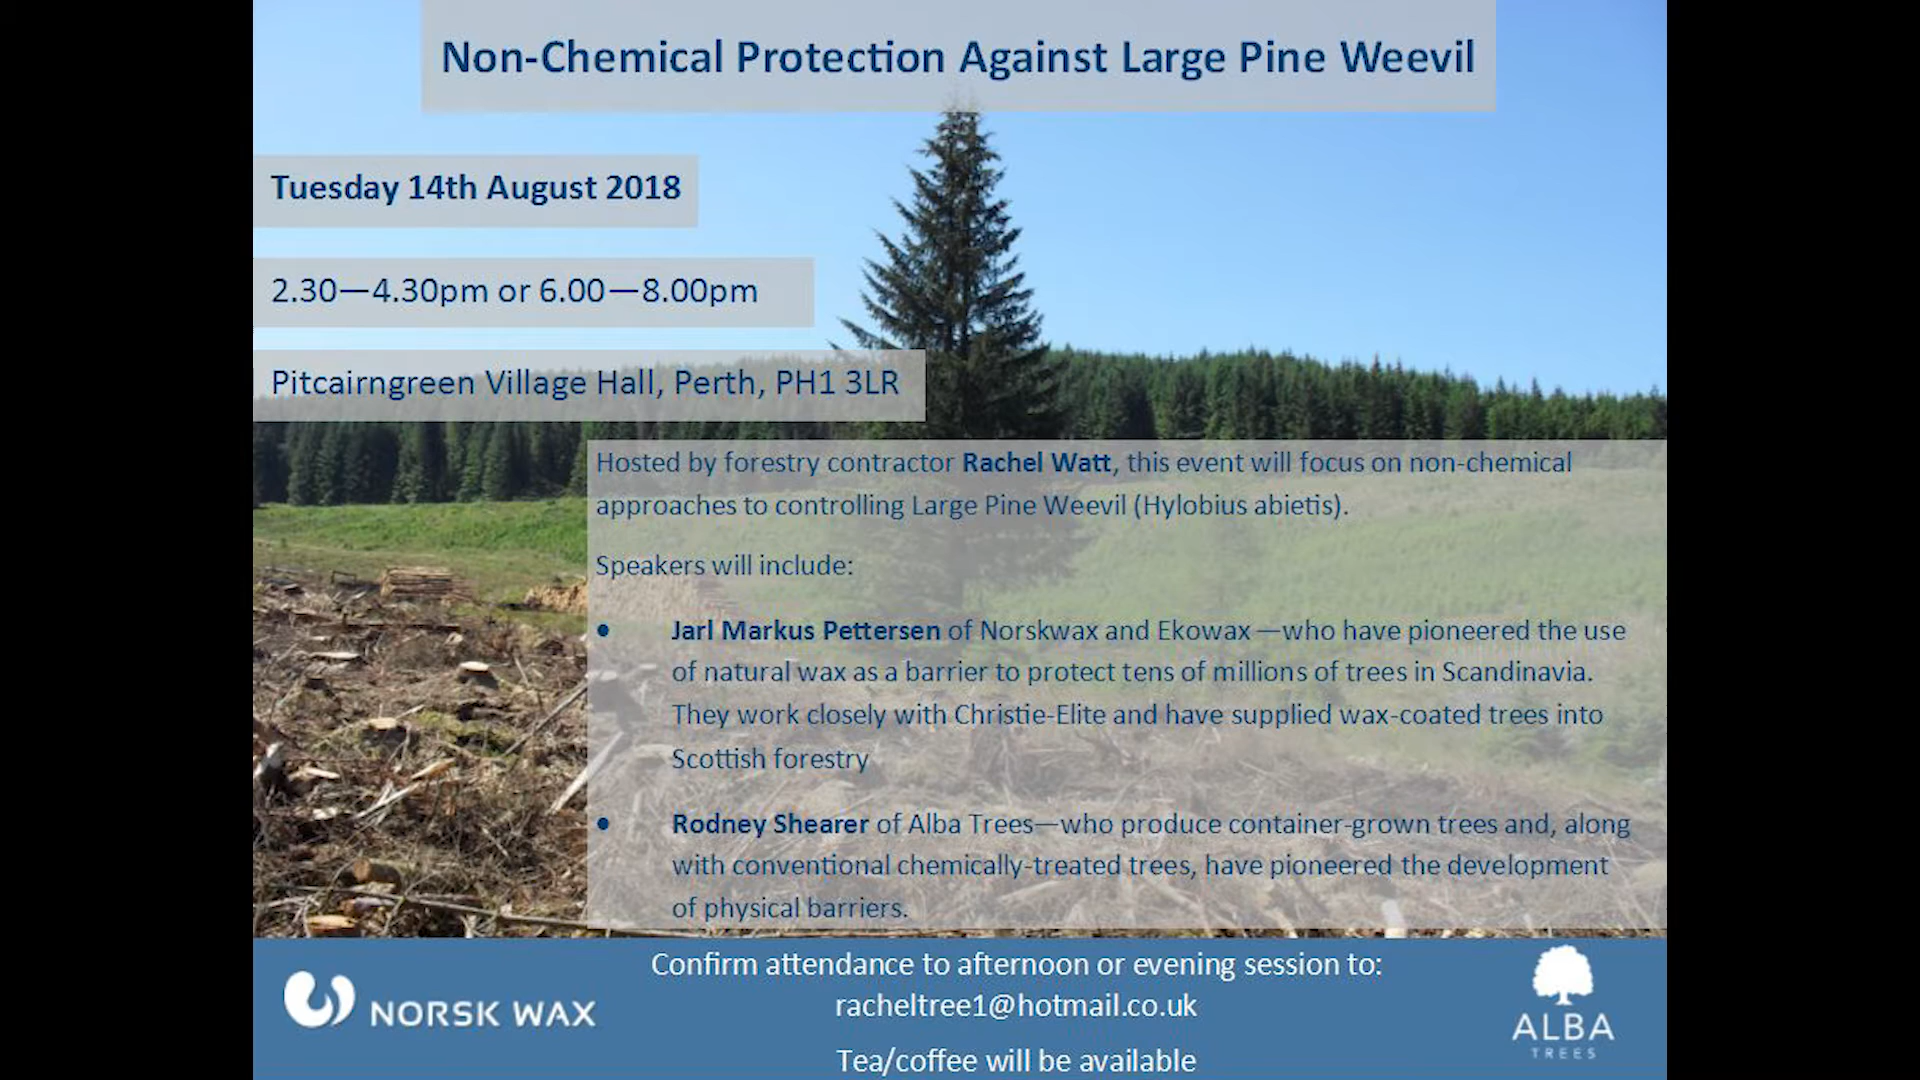 Non-Chemical Protection Against Large Pine Weevil
Tuesday 14th August 2018
2.30—4.30pm or 6.00—8.00pm
Pitcairngreen Village Hall, Perth, PH1 3LR
Hosted by forestry contractor Rachel Watt, this event will focus on non-chemical
approaches to controlling Large Pine Weevil (Hylobius abietis).
Speakers will include:
• Jarl Markus Pettersen of Norskwax and Ekowax—who have pioneered the use
of natural wax as a barrier to protect tens of millions of trees in Scandinavia.
They work closely with Christie-Elite and have supplied wax-coated trees into
Scottish forestry
• Rodney Shearer of Alba Trees—who produce container-grown trees and, along
with conventional chemically-treated trees, have pioneered the development
of physical barriers.
NORSK WAX
Confirm attendance to afternoon or evening session to:
racheltree1@hotmail.co.uk
Tea/coffee will be available
ALBA
TREES